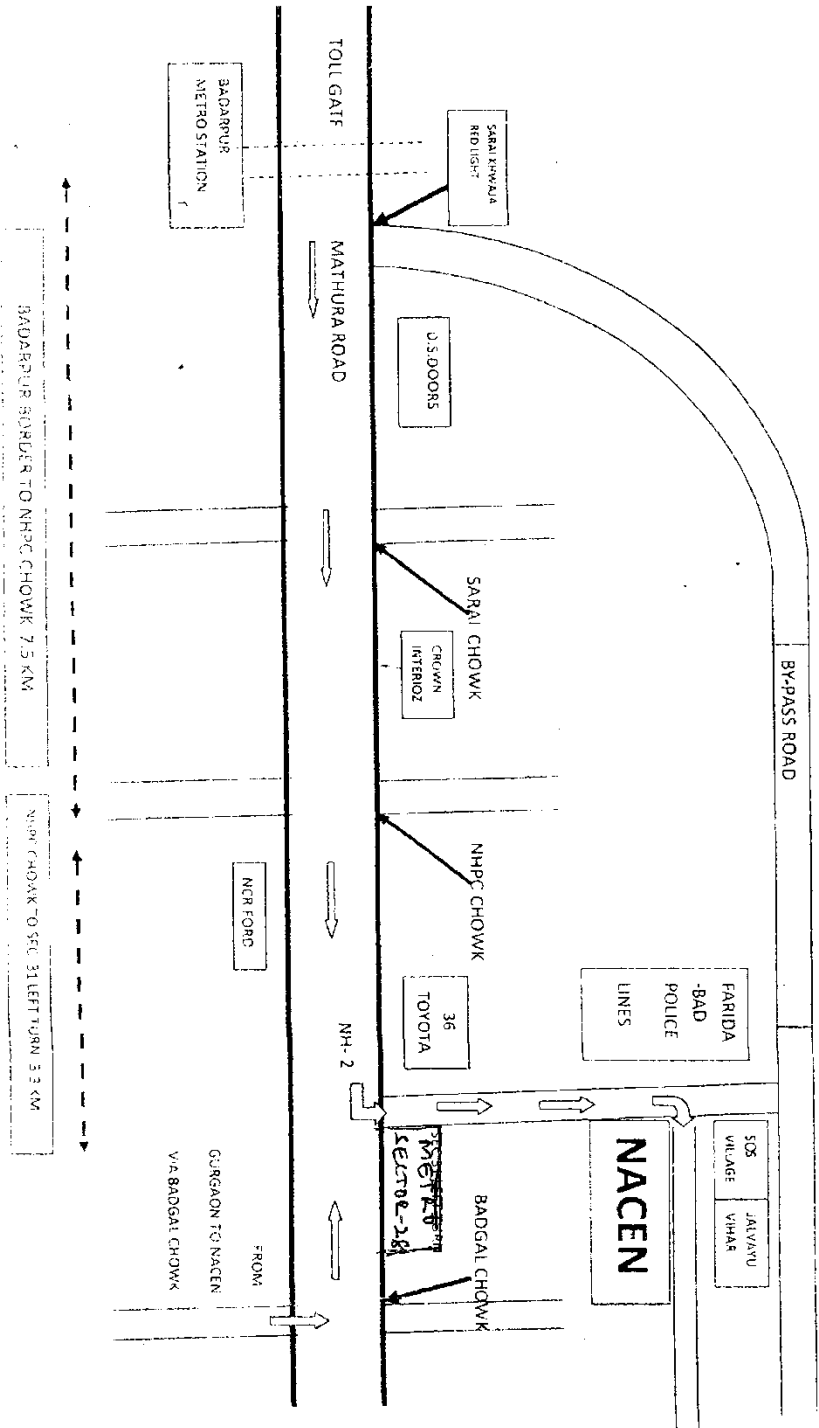 TOLL GATE
BADARPUR
METRO STATION
SARAI KHWAJA
RED LIGHT
MATHURA ROAD
D.S.DOORS
BY-PASS ROAD
SARAI CHOWK
CROWN
INTERIOZ
NHPC CHOWK
NCR FORD
36
TOYOTA
FARIDA
-BAD
POLICE
LINES
NH- 2
SOS
VILLAGE
JALVAYU
VIHAR
NACEN
METRO
SECTOR-28
BADGAL CHOWK
FROM
GURGAON TO NACEN
VIA BADGAL CHOWK
BADARPUR BORDER TO NHPC CHOWK 7.5 KM
NHPC CHOWK TO SEC 31 LEFT TURN 3.3 KM